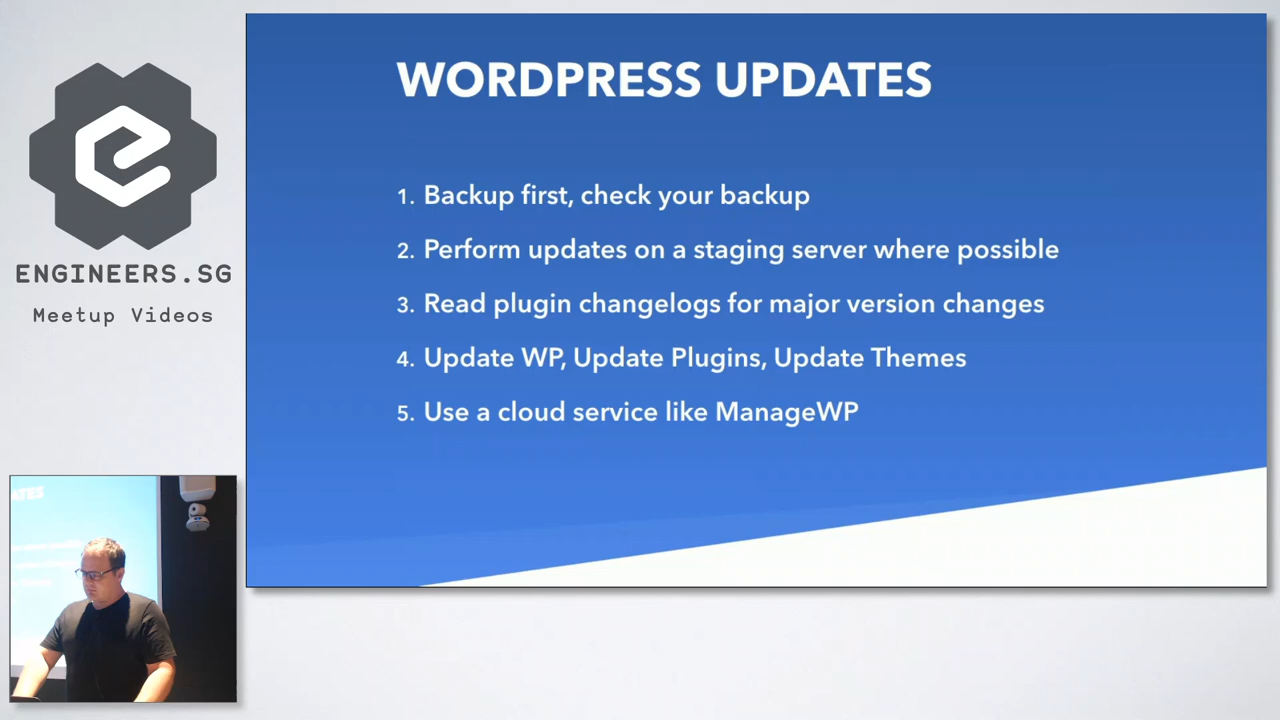 WORDPRESS UPDATES
1. Backup first, check your backup
2. Perform updates on a staging server where possible
3. Read plugin changelogs for major version changes
4. Update WP, Update Plugins, Update Themes
5. Use a cloud service like ManageWP
ENGINEERS.SG
Meetup Videos
ATES